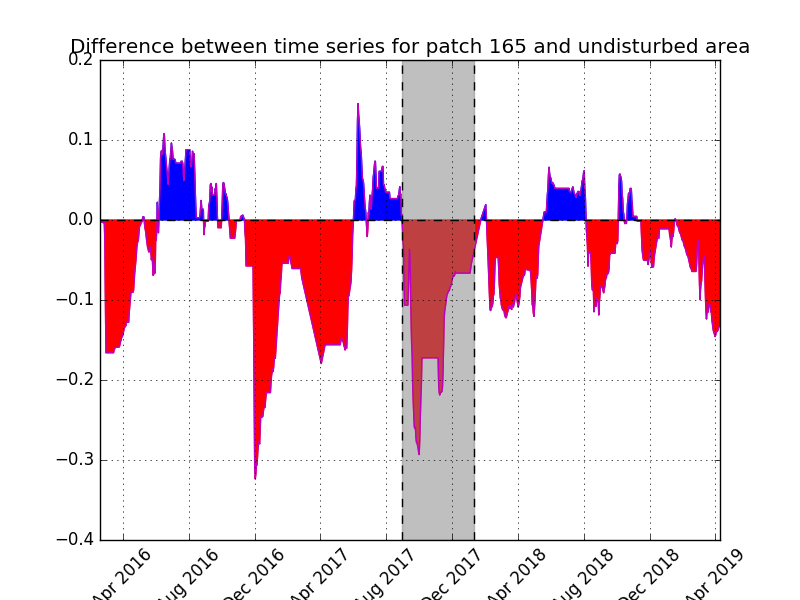 Difference between time series for patch 165 and undisturbed area
0.2
0.1
0.0
−0.1
−0.2
−0.3
−0.4
Apr 2016
Aug 2016
Dec 2016
Apr 2017
Aug 2017
Dec 2017
Apr 2018
Aug 2018
Dec 2018
Apr 2019